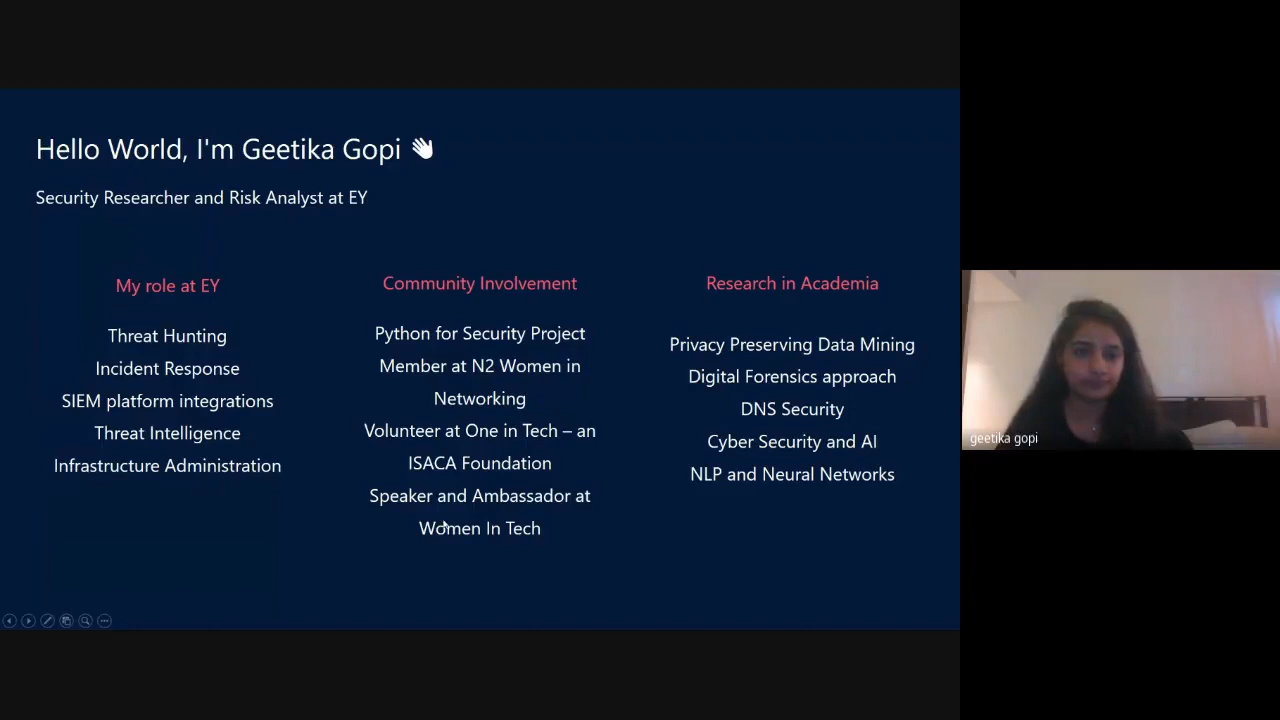 Hello World, I'm Geetika Gopi 👋
Security Researcher and Risk Analyst at EY
My role at EY
Threat Hunting
Incident Response
SIEM platform integrations
Threat Intelligence
Infrastructure Administration
Community Involvement
Python for Security Project
Member at N2 Women in
Networking
Volunteer at One in Tech – an
ISACA Foundation
Speaker and Ambassador at
Women In Tech
Research in Academia
Privacy Preserving Data Mining
Digital Forensics approach
DNS Security
Cyber Security and AI
NLP and Neural Networks
geetika gopi